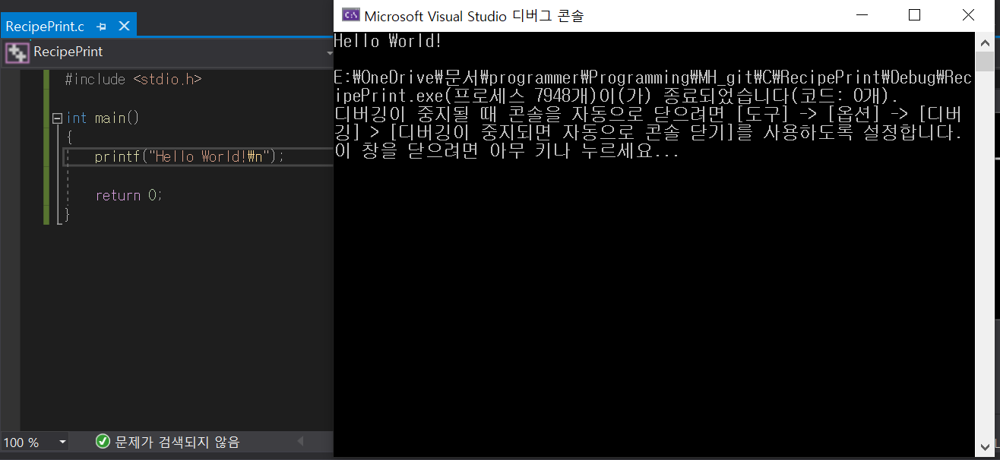 RecipePrint.c
RecipePrint
#include <stdio.h>
int main()
{
printf("Hello World!₩n");
return 0;
}
100 %
문제가 검색되지 않음
Microsoft Visual Studio 디버그 콘솔
Hello World!
E:₩OneDrive₩문서₩programmer₩Programming₩MH_git₩C₩RecipePrint₩Debug₩Rec
ipePrint.exe(프로세스 7948개)이(가) 종료되었습니다(코드: 0개).
디버깅이 중지될 때 콘솔을 자동으로 닫으려면 [도구] -> [옵션] -> [디버
깅] > [디버깅이 중지되면 자동으로 콘솔 닫기]를 사용하도록 설정합니다.
이 창을 닫으려면 아무 키나 누르세요...